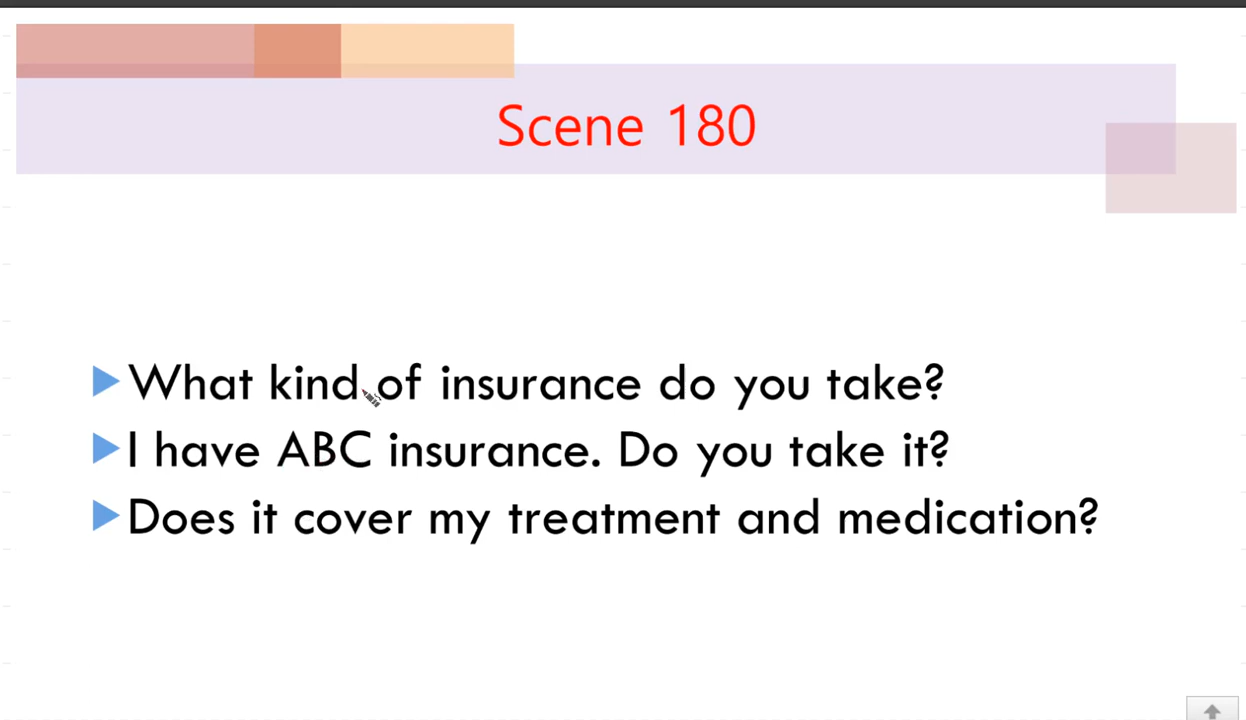 Scene 180
What kind of insurance do you take?
I have ABC insurance. Do you take it?
Does it cover my treatment and medication?